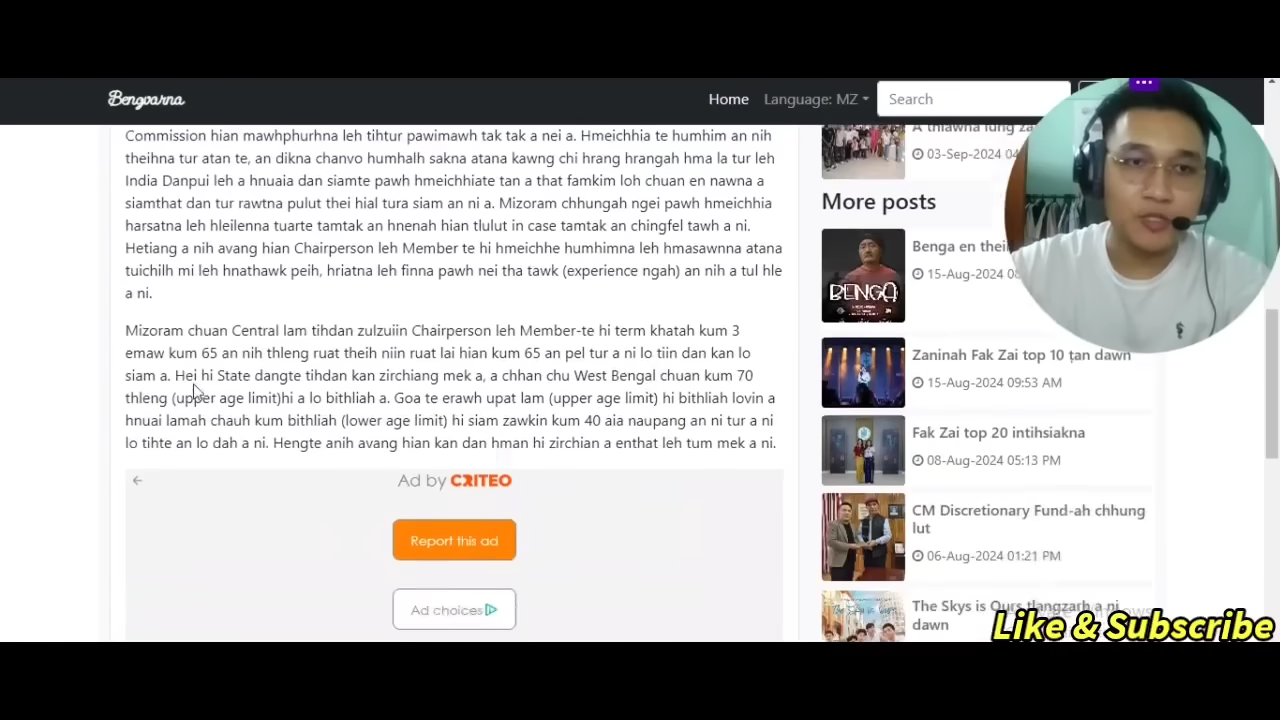 Bengvarna
Home
Language: MZ
Search
Commission hian mawhphurhna leh tihtur pawimawh tak tak a nei a. Hmeichhia te humhim an nih
theihna tur atan te, an dikna chanvo humhalh sakna atana kawng chi hrang hrangah hma la tur leh
India Danpui leh a hnuaia dan siamte pawh hmeichhiate tan a that famkim loh chuan en nawna a
siamthat dan tur rawtna pulut thei hial tura siam an ni a. Mizoram chhungah ngei pawh hmeichhia
harsatna leh hleilenna tuarte tamtak an hnenah hian tlulut in case tamtak an chingfel tawh a ni.
Hetiang a nih avang hian Chairperson leh Member te hi hmeichhe humhimna leh hmasawnna atana
tuichilh mi leh hnathawk peih, hriatna leh finna pawh nei tha tawk (experience ngah) an nih a tul hle
a ni.
Mizoram chuan Central lam tihdan zulzuiin Chairperson leh Member-te hi term khatah kum 3
emaw kum 65 an nih thleng ruat theih niin ruat lai hian kum 65 an pel tur a ni lo tiin dan kan lo
siam a. Hei hi State dangte tihdan kan zirchiang mek a, a chhan chu West Bengal chuan kum 70
thleng (upper age limit)hi a lo bithliah a. Goa te erawh upat lam (upper age limit) hi bithliah lovin a
hnuai lamah chauh kum bithliah (lower age limit) hi siam zawkin kum 40 aia naupang an ni tur a ni
lo tihte an lo dah a ni. Hengte anih avang hian kan dan hman hi zirchian a enthat leh tum mek a ni.
Ad by CRITEO
Report this ad
Ad choices
A thlawna lung
03-Sep-2024 04
More posts
Benga en thei
15-Aug-2024
BENGA
Zaninah Fak Zai top 10 ṭan dawn
15-Aug-2024 09:53 AM
Fak Zai top 20 intihsiakna
08-Aug-2024 05:13 PM
CM Discretionary Fund-ah chhung
lut
06-Aug-2024 01:21 PM
The Skys is Ours tlangzarh a ni
dawn
Like & Subscribe